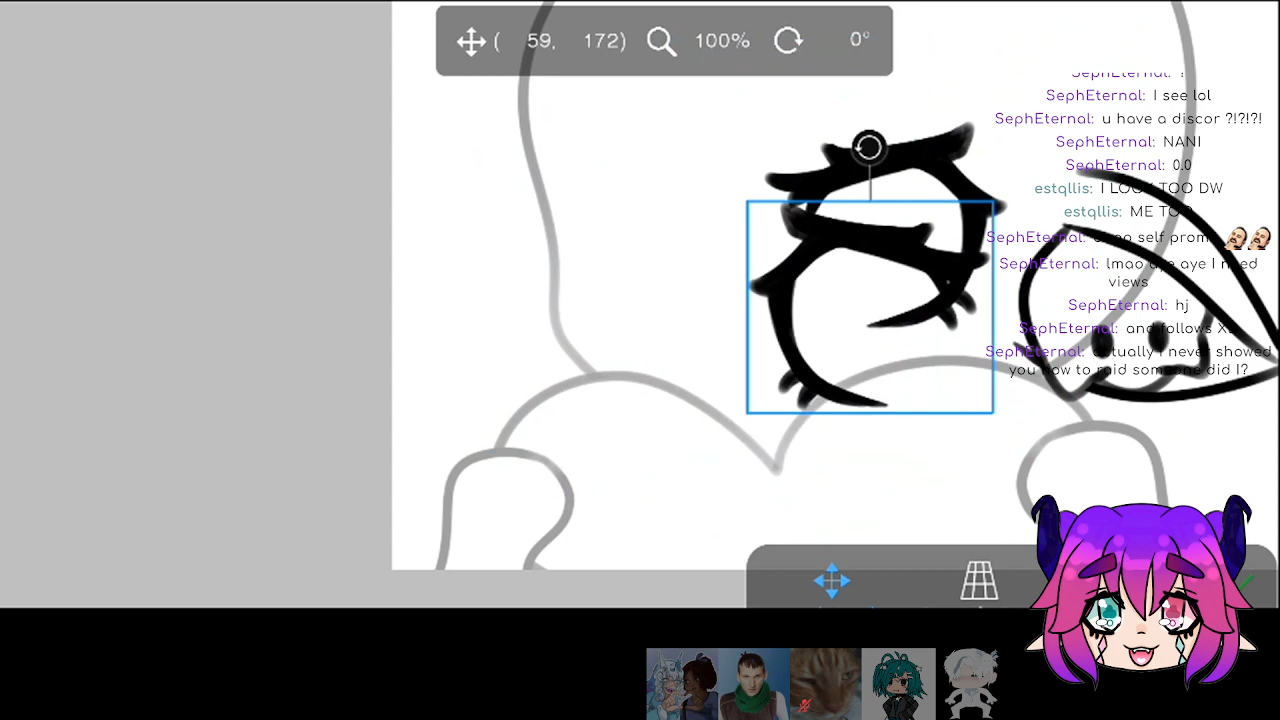 ( 59, 172) 100% 0°
SephEternal: ?
SephEternal: I see lol
SephEternal: u have a discor ?!?!?!
SephEternal: NANI
SephEternal: 0.0
estqllis: I LOOK TOO DW
estqllis: ME TOO
SephEternal: self prom
SephEternal: lmao aye aye I need
views
SephEternal: hj
SephEternal: and follows X
SephEternal: actually I never showed
you how to raid someone did I?